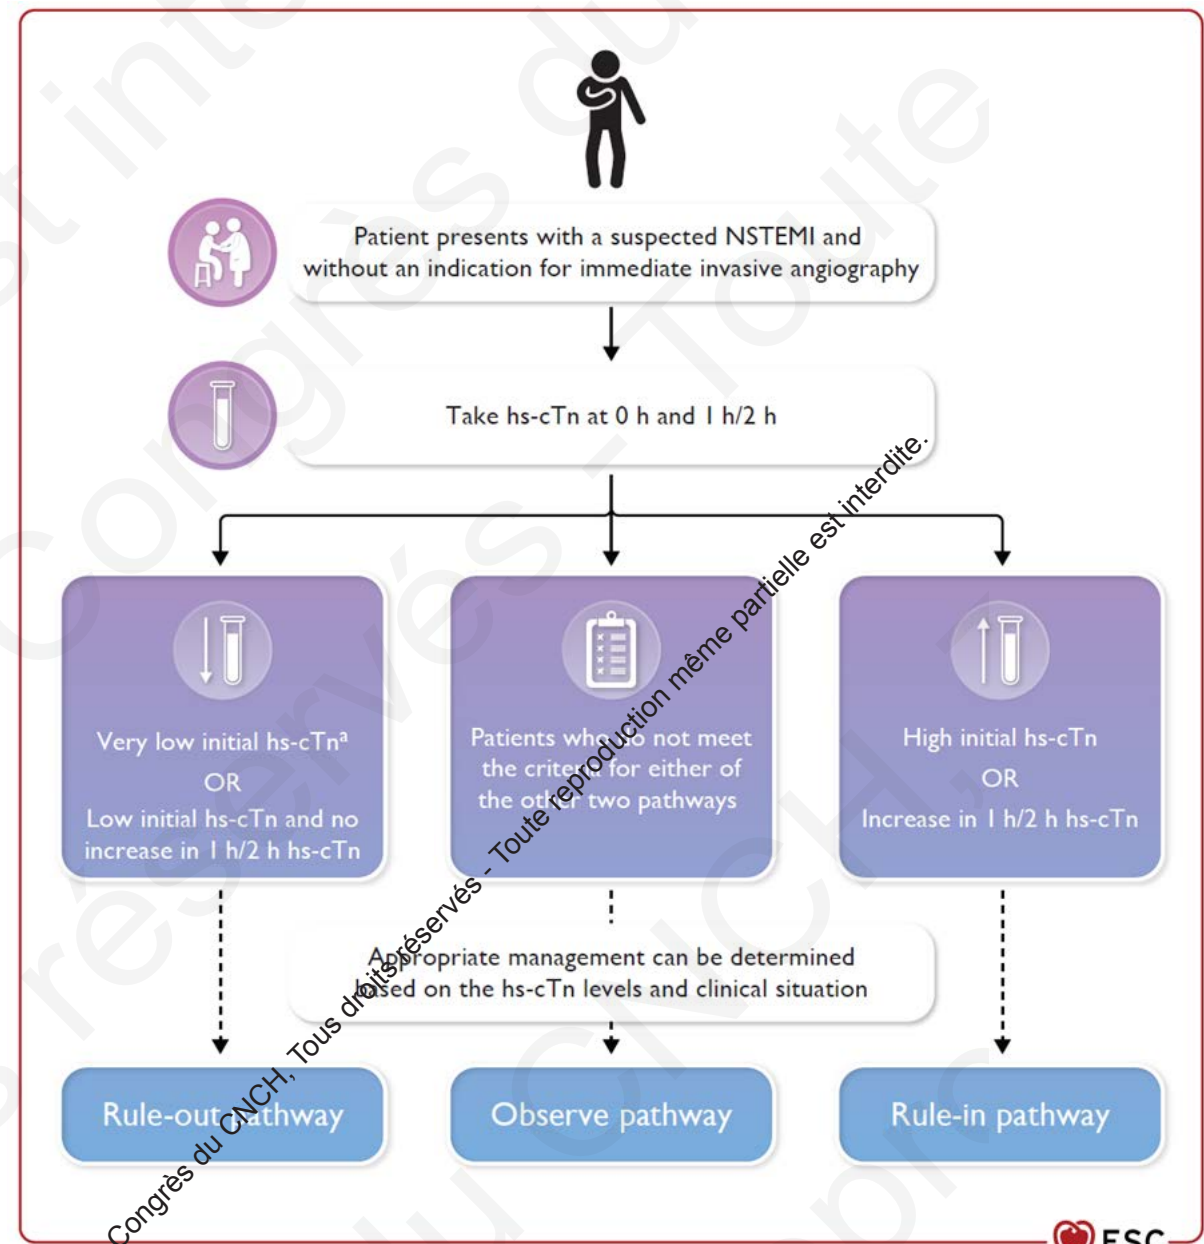 Patient presents with a suspected NSTEMI and
without an indication for immediate invasive angiography
Take hs-cTn at 0 h and 1 h/2 h
Very low initial hs-cTnᵃ
OR
Low initial hs-cTn and no
increase in 1 h/2 h hs-cTn
Patients who do not meet
the criteria for either of
the other two pathways
High initial hs-cTn
OR
Increase in 1 h/2 h hs-cTn
Appropriate management can be determined
based on the hs-cTn levels and clinical situation
Rule-out pathway
Observe pathway
Rule-in pathway
ESC
Congrès du CNCH, Tous droits réservés - Toute reproduction même partielle est interdite.